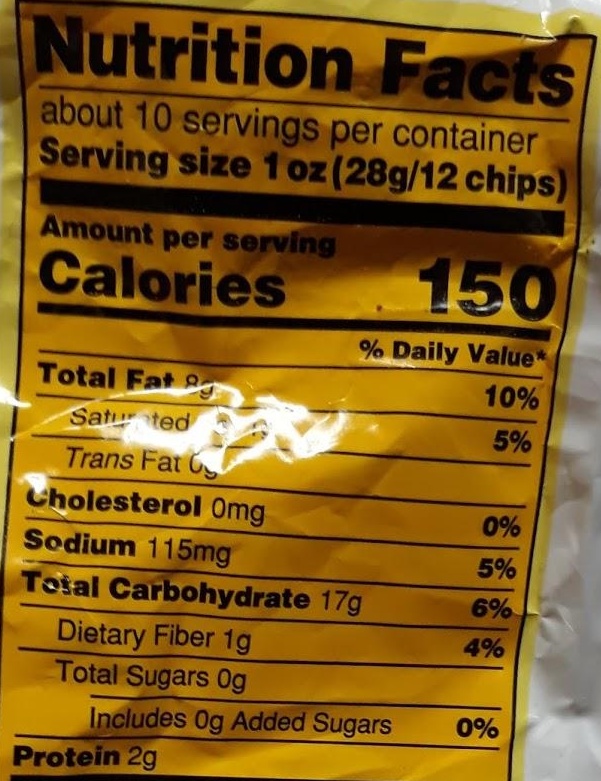 Nutrition Facts
about 10 servings per container
Serving size 1 oz (28g/12 chips)
Amount per serving
Calories 150
% Daily Value*
Total Fat 8g 10%
Saturated 5%
Trans Fat 0g
Cholesterol 0mg 0%
Sodium 115mg 5%
Total Carbohydrate 17g 6%
Dietary Fiber 1g 4%
Total Sugars 0g
Includes 0g Added Sugars 0%
Protein 2g